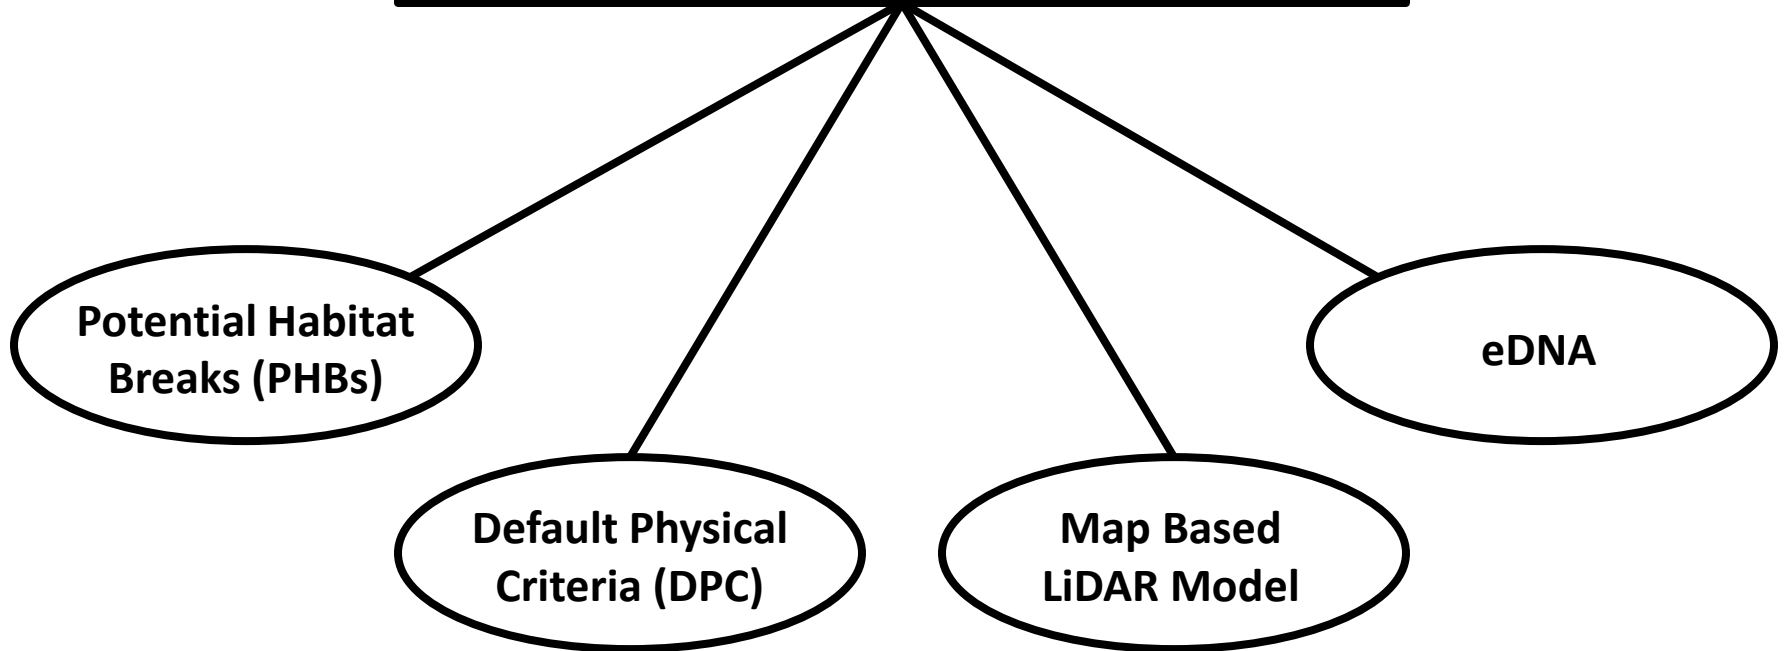 Potential Habitat
Breaks (PHBs)
eDNA
Default Physical
Criteria (DPC)
Map Based
LiDAR Model